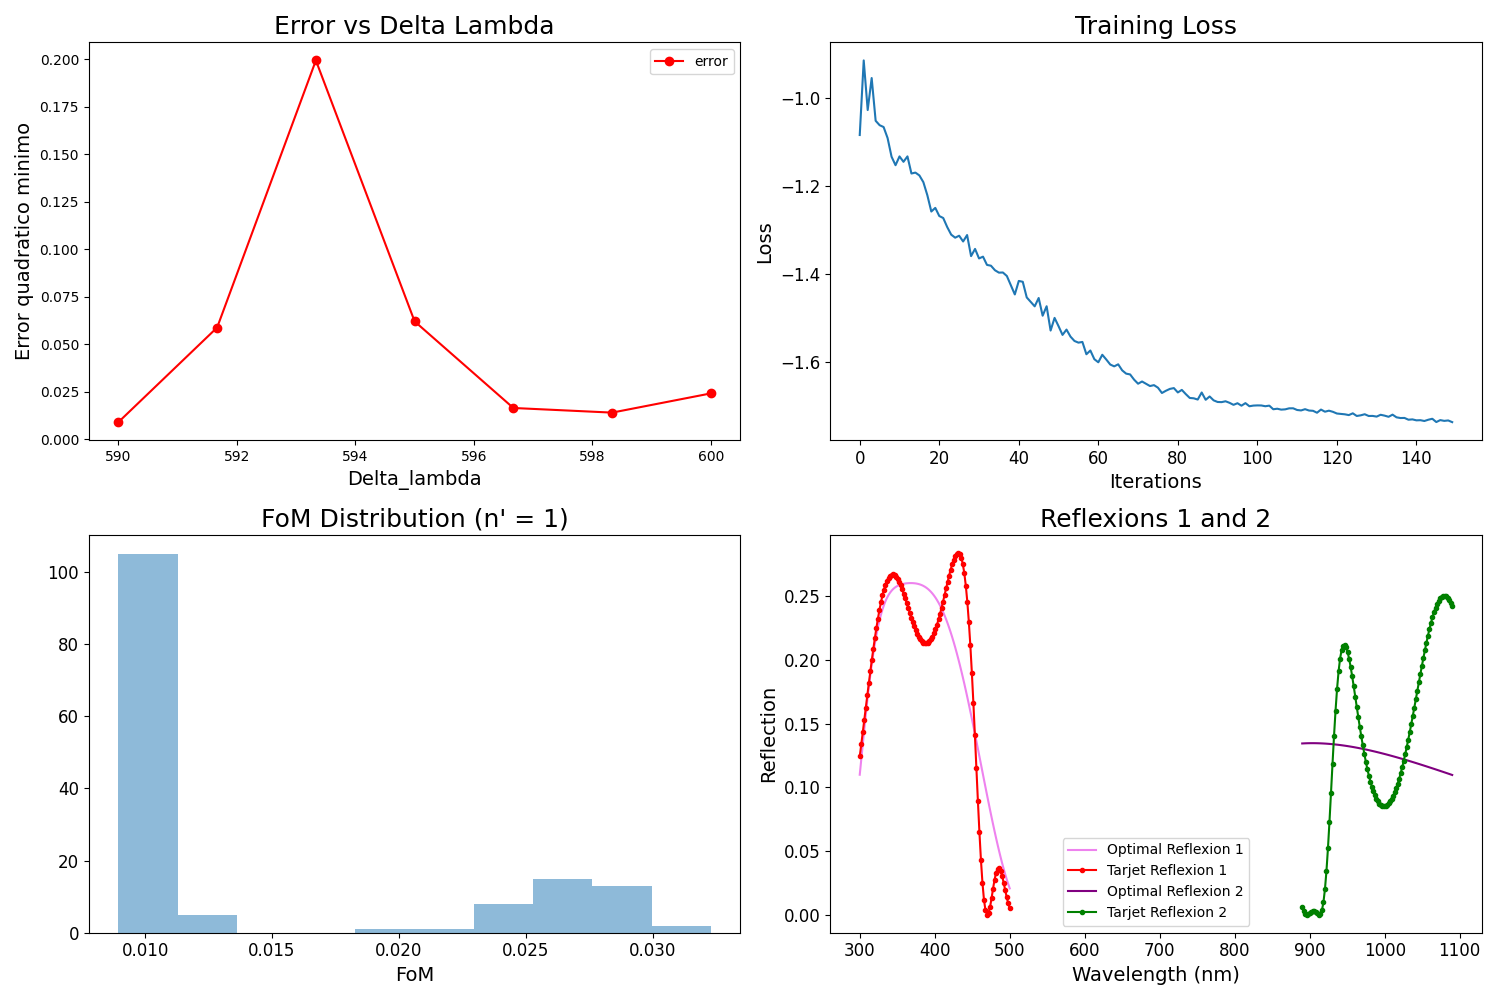 Error vs Delta Lambda
Error quadratico minimo
0.200
0.175
0.150
0.125
0.100
0.075
0.050
0.025
0.000
error
590 592 594 596 598 600
Delta_lambda
Training Loss
Loss
−1.0
−1.2
−1.4
−1.6
0 20 40 60 80 100 120 140
Iterations
FoM Distribution (n' = 1)
100
80
60
40
20
0
0.010 0.015 0.020 0.025 0.030
FoM
Reflexions 1 and 2
Reflection
0.25
0.20
0.15
0.10
0.05
0.00
Optimal Reflexion 1
Tarjet Reflexion 1
Optimal Reflexion 2
Tarjet Reflexion 2
300 400 500 600 700 800 900 1000 1100
Wavelength (nm)